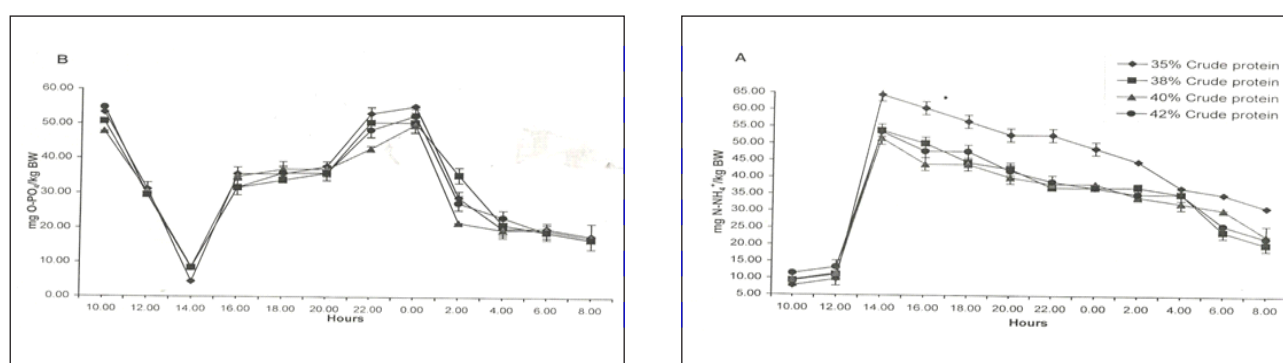 B
60.00
50.00
40.00
30.00
20.00
10.00
0.00
mg O-PO₄/kg BW
10.00 12.00 14.00 16.00 18.00 20.00 22.00 0.00 2.00 4.00 6.00 8.00
Hours
A
35% Crude protein
38% Crude protein
40% Crude protein
42% Crude protein
65.00
60.00
55.00
50.00
45.00
40.00
35.00
30.00
25.00
20.00
15.00
10.00
5.00
mg N-NH₄⁺/kg BW
10.00 12.00 14.00 16.00 18.00 20.00 22.00 0.00 2.00 4.00 6.00 8.00
Hours